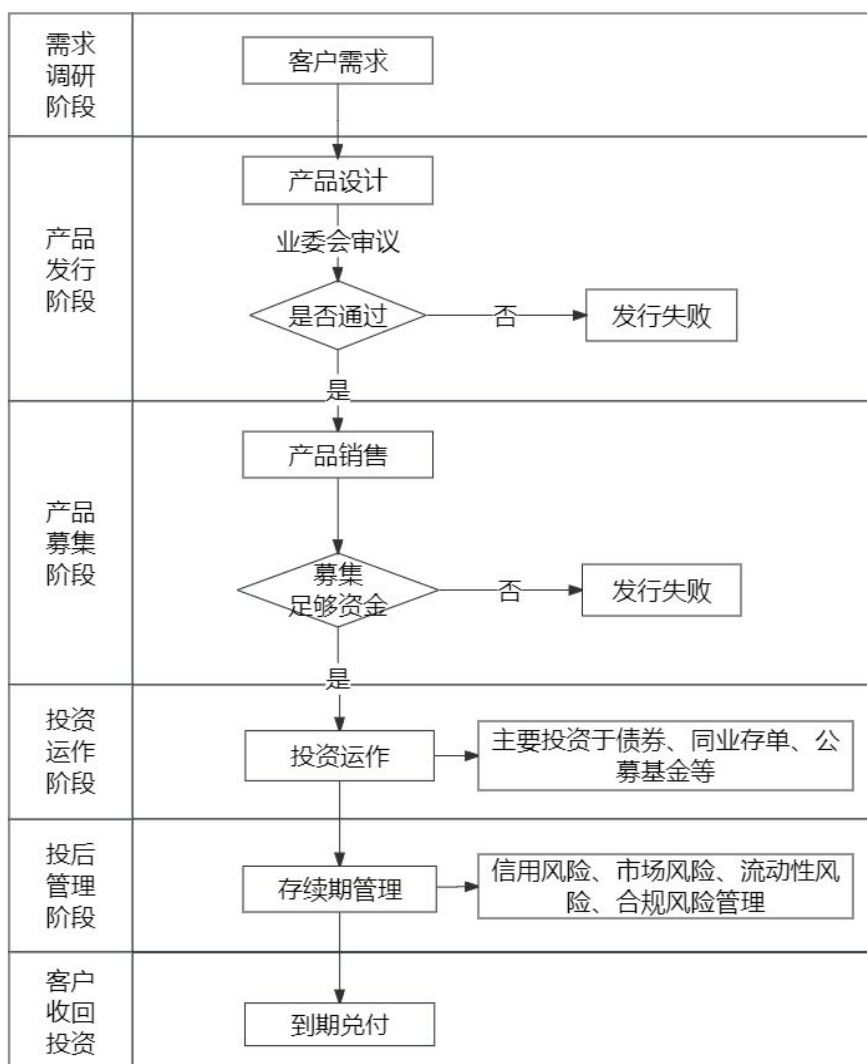 需求
调研
阶段
客户需求
产品
发行
阶段
产品设计
业委会审议
是否通过
否
发行失败
是
产品
募集
阶段
产品销售
募集
足够资金
否
发行失败
是
投资
运作
阶段
投资运作
主要投资于债券、同业存单、公
募基金等
投后
管理
阶段
存续期管理
信用风险、市场风险、流动性风
险、合规风险管理
客户
收回
投资
到期兑付